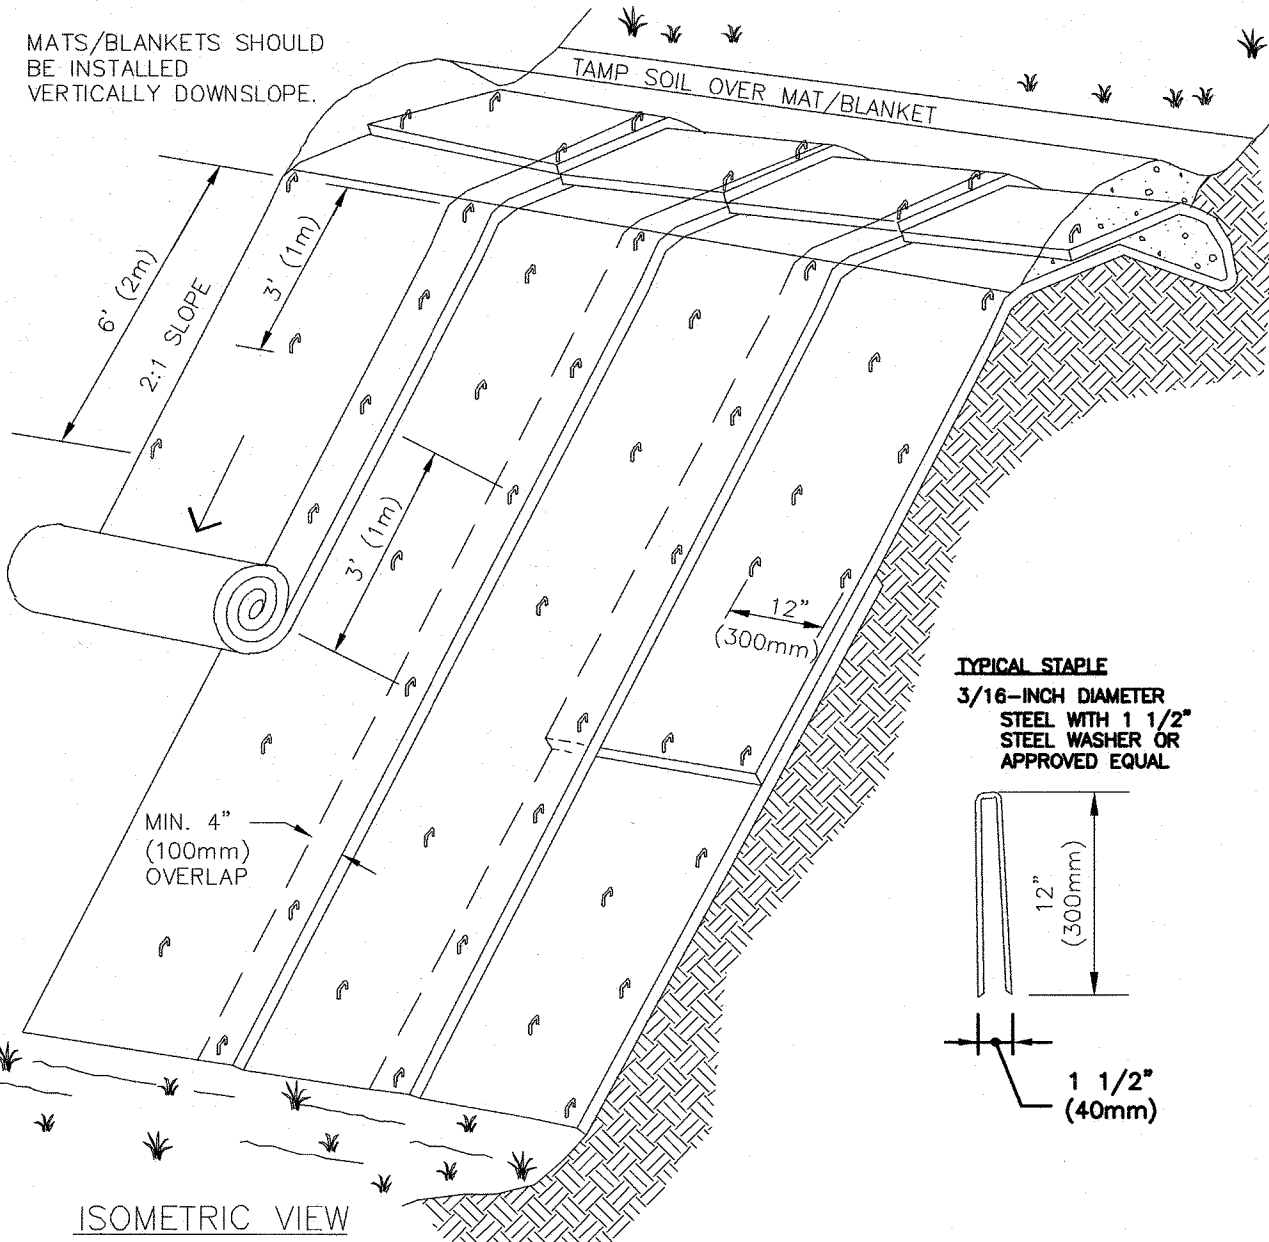 MATS/BLANKETS SHOULD
BE INSTALLED
VERTICALLY DOWNSLOPE.
TAMP SOIL OVER MAT/BLANKET
6' (2m)
2:1 SLOPE
3' (1m)
3' (1m)
12"
(300mm)
MIN. 4"
(100mm)
OVERLAP
TYPICAL STAPLE
3/16-INCH DIAMETER
STEEL WITH 1 1/2"
STEEL WASHER OR
APPROVED EQUAL
12"
(300mm)
1 1/2"
(40mm)
ISOMETRIC VIEW